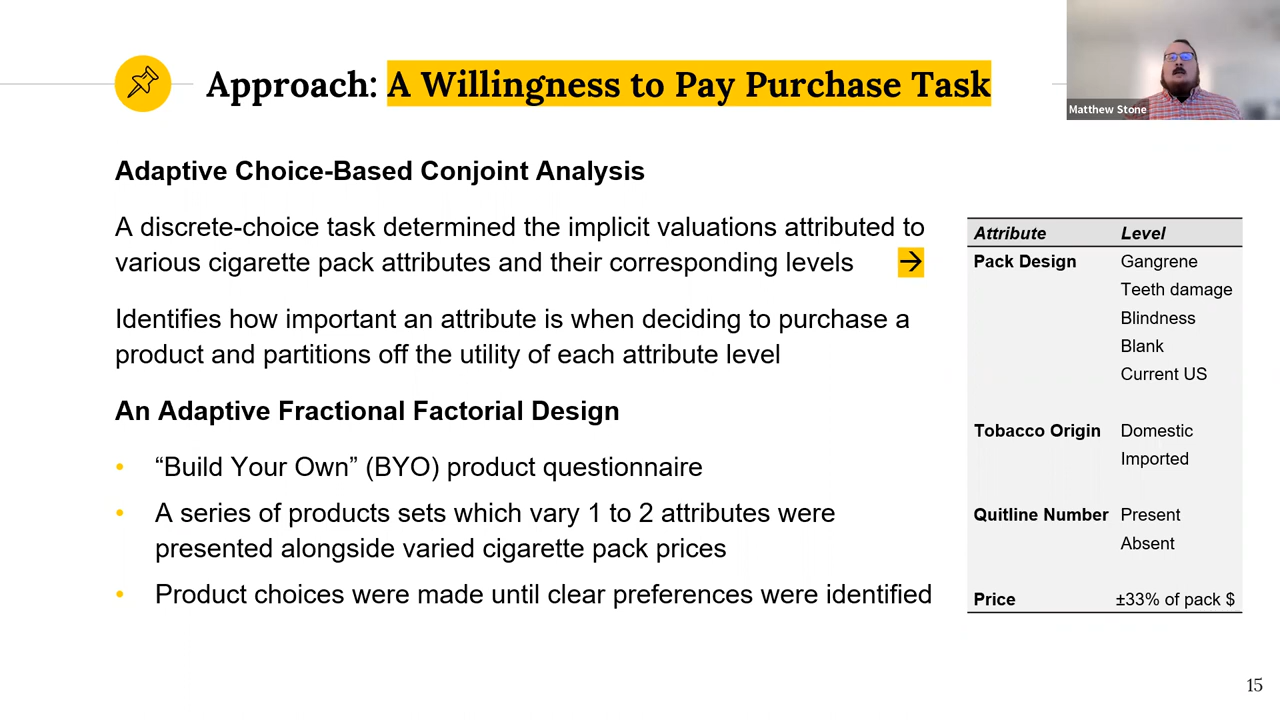 Approach: A Willingness to Pay Purchase Task
Matthew Stone
Adaptive Choice-Based Conjoint Analysis
A discrete-choice task determined the implicit valuations attributed to
various cigarette pack attributes and their corresponding levels →
Identifies how important an attribute is when deciding to purchase a
product and partitions off the utility of each attribute level
An Adaptive Fractional Factorial Design
• “Build Your Own” (BYO) product questionnaire
• A series of products sets which vary 1 to 2 attributes were
presented alongside varied cigarette pack prices
• Product choices were made until clear preferences were identified
Attribute Level
Pack Design Gangrene
Teeth damage
Blindness
Blank
Current US
Tobacco Origin Domestic
Imported
Quitline Number Present
Absent
Price ±33% of pack $
15